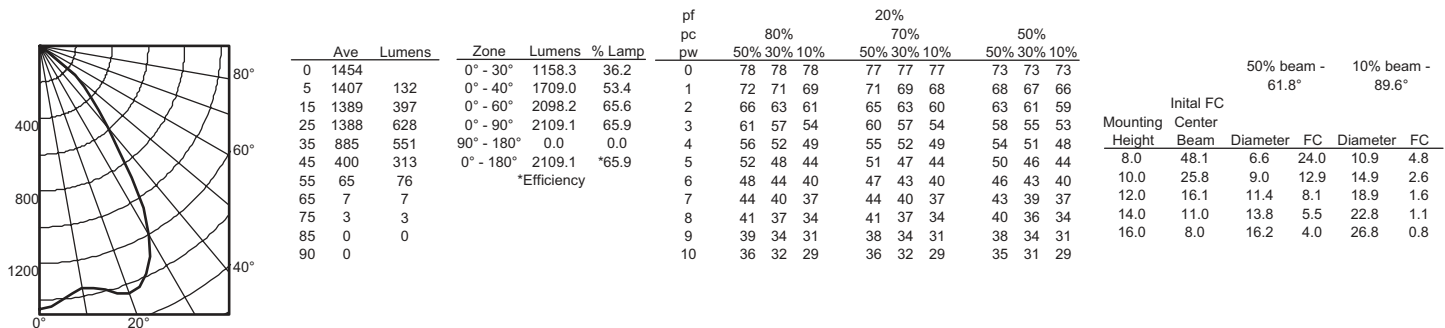 400
800
1200
0°
20°
40°
60°
80°
Ave Lumens
0 1454
5 1407 132
15 1389 397
25 1388 628
35 885 551
45 400 313
55 65 76
65 7 7
75 3 3
85 0 0
90 0
Zone Lumens % Lamp
0° - 30° 1158.3 36.2
0° - 40° 1709.0 53.4
0° - 60° 2098.2 65.6
0° - 90° 2109.1 65.9
90° - 180° 0.0 0.0
0° - 180° 2109.1 *65.9
*Efficiency
pf 20%
pc 80% 70% 50%
pw 50% 30% 10% 50% 30% 10% 50% 30% 10%
0 78 78 78 77 77 77 73 73 73
1 72 71 69 71 69 68 68 67 66
2 66 63 61 65 63 60 63 61 59
3 61 57 54 60 57 54 58 55 53
4 56 52 49 55 52 49 54 51 48
5 52 48 44 51 47 44 50 46 44
6 48 44 40 47 43 40 46 43 40
7 44 40 37 44 40 37 43 39 37
8 41 37 34 41 37 34 40 36 34
9 39 34 31 38 34 31 38 34 31
10 36 32 29 36 32 29 35 31 29
50% beam - 10% beam -
61.8° 89.6°
Inital FC
Mounting Center
Height Beam Diameter FC Diameter FC
8.0 48.1 6.6 24.0 10.9 4.8
10.0 25.8 9.0 12.9 14.9 2.6
12.0 16.1 11.4 8.1 18.9 1.6
14.0 11.0 13.8 5.5 22.8 1.1
16.0 8.0 16.2 4.0 26.8 0.8